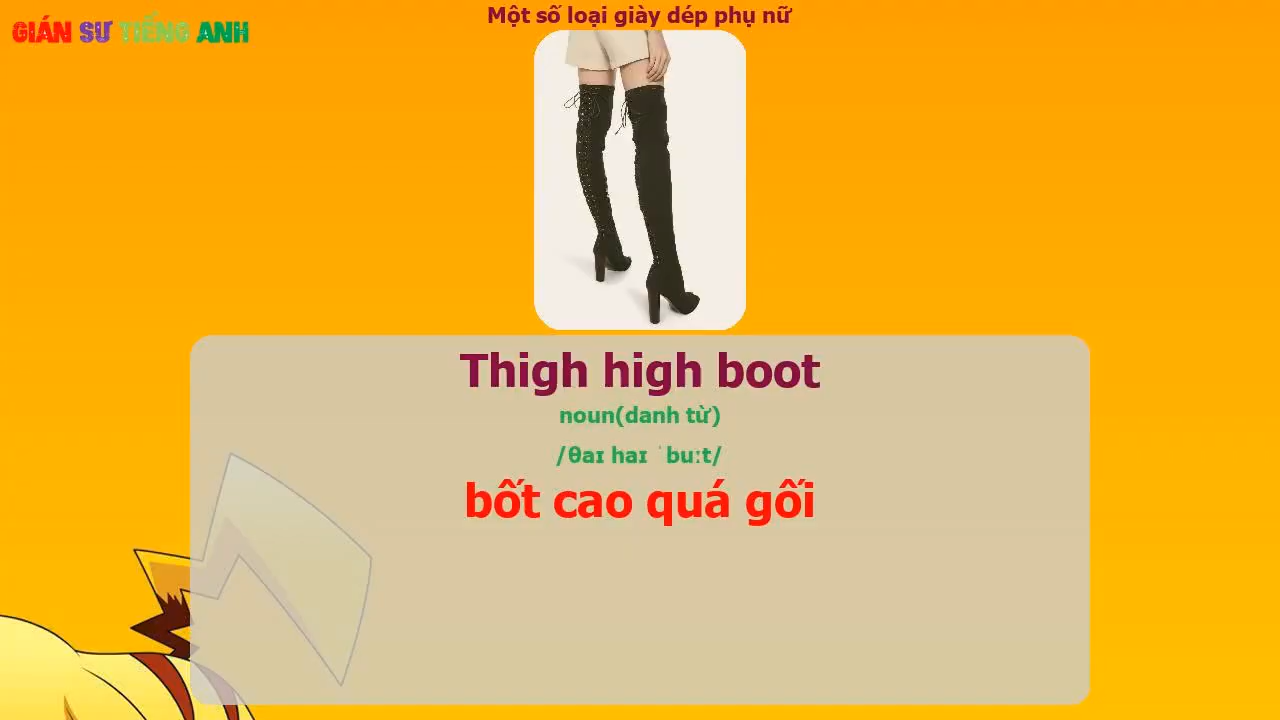 Một số loại giày dép phụ nữ
GIÁN SƯ TIẾNG ANH
Thigh high boot
noun(danh từ)
/θaɪ haɪ ˈbuːt/
bốt cao quá gối